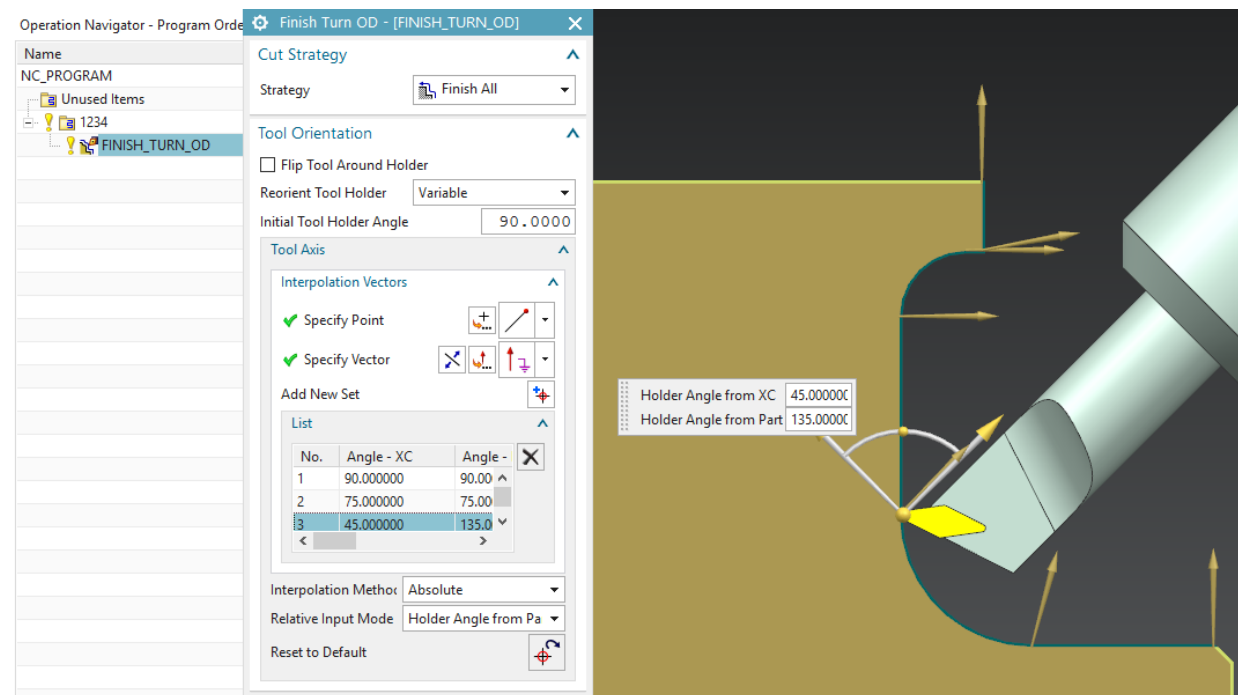 Operation Navigator - Program Orde
Name
NC_PROGRAM
Unused Items
1234
FINISH_TURN_OD
Finish Turn OD - [FINISH_TURN_OD]
Cut Strategy
Strategy Finish All
Tool Orientation
Flip Tool Around Holder
Reorient Tool Holder Variable
Initial Tool Holder Angle 90.0000
Tool Axis
Interpolation Vectors
Specify Point
Specify Vector
Add New Set
List
No. Angle - XC Angle -
1 90.000000 90.00
2 75.000000 75.00
3 45.000000 135.0
Interpolation Method Absolute
Relative Input Mode Holder Angle from Pa
Reset to Default
Holder Angle from XC 45.00000
Holder Angle from Part 135.0000